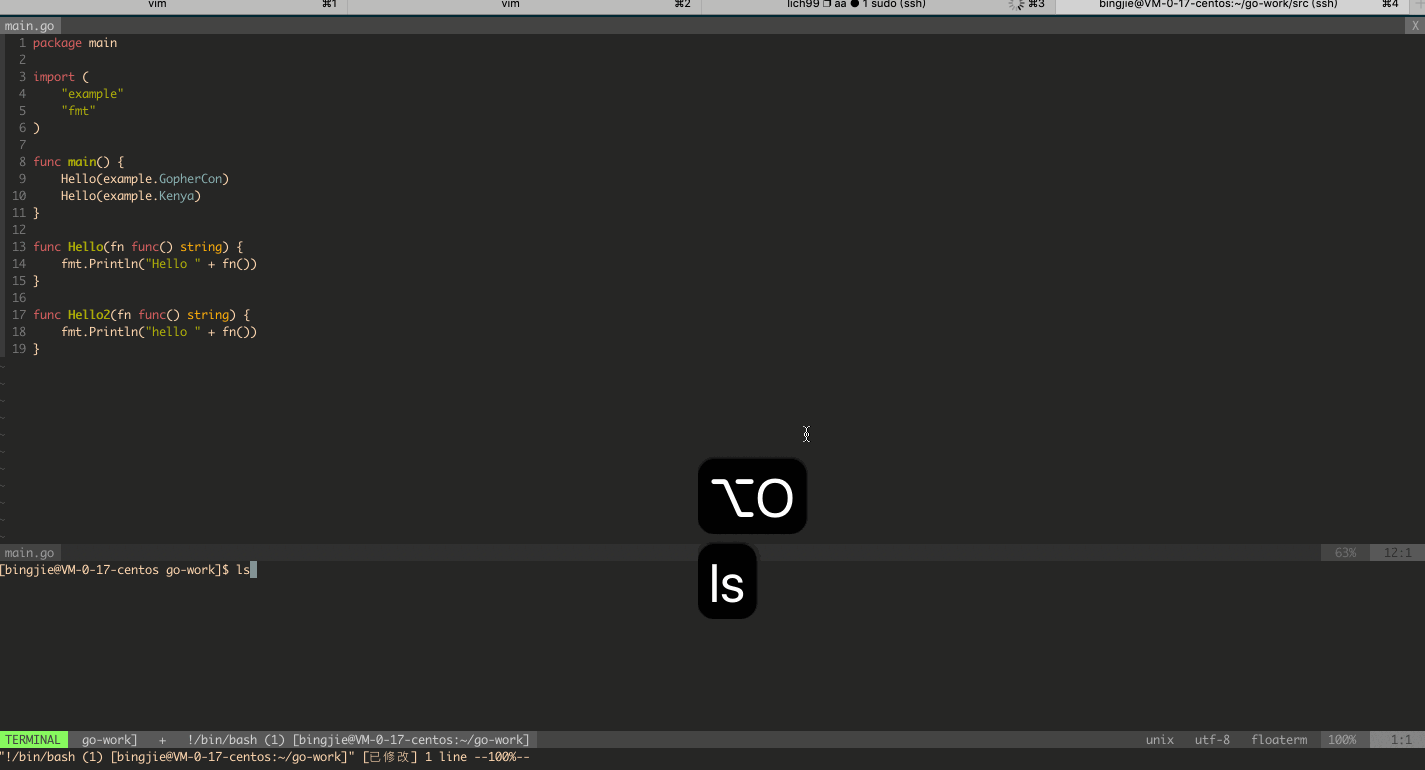 vim ⌘1 vim ⌘2 lich99 ❐ aa ● 1 sudo (ssh) ⌘3 bingjie@VM-0-17-centos:~/go-work/src (ssh) ⌘4
main.go X
1 package main
2
3 import (
4     "example"
5     "fmt"
6 )
7
8 func main() {
9     Hello(example.GopherCon)
10     Hello(example.Kenya)
11 }
12
13 func Hello(fn func() string) {
14     fmt.Println("Hello " + fn())
15 }
16
17 func Hello2(fn func() string) {
18     fmt.Println("hello " + fn())
19 }
~
~
~
~
~
~
~
~
~
~
~
⌥O
ls
main.go 63% 12:1
[bingjie@VM-0-17-centos go-work]$ ls
TERMINAL go-work] + !/bin/bash (1) [bingjie@VM-0-17-centos:~/go-work] unix utf-8 floaterm 100% 1:1
"!/bin/bash (1) [bingjie@VM-0-17-centos:~/go-work]" [已修改] 1 line --100%--